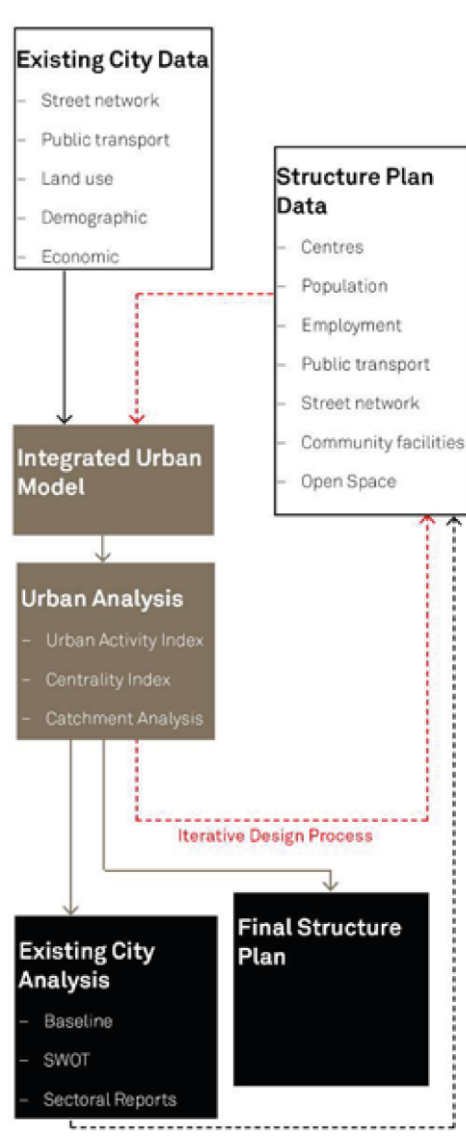 Existing City Data
– Street network
– Public transport
– Land use
– Demographic
– Economic
Structure Plan
Data
– Centres
– Population
– Employment
– Public transport
– Street network
– Community facilities
– Open Space
Integrated Urban
Model
Urban Analysis
– Urban Activity Index
– Centrality Index
– Catchment Analysis
Iterative Design Process
Existing City
Analysis
– Baseline
– SWOT
– Sectoral Reports
Final Structure
Plan